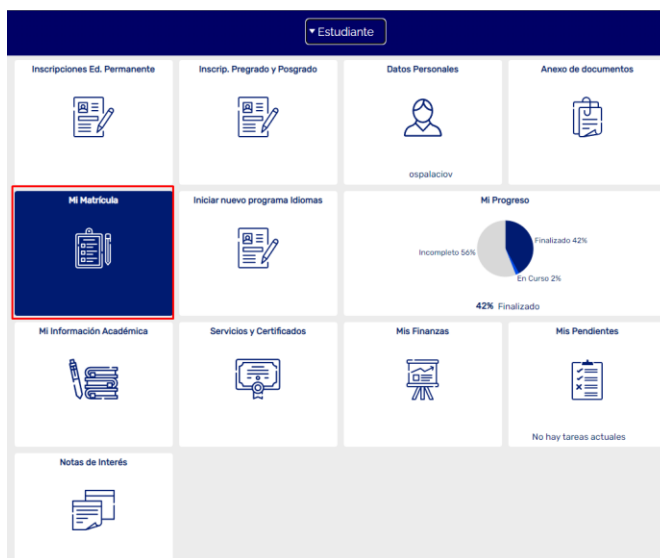 Estudiante
Inscripciones Ed. Permanente
Inscrip. Pregrado y Posgrado
Datos Personales
Anexo de documentos
ospalaciov
Mi Matrícula
Iniciar nuevo programa Idiomas
Mi Progreso
Finalizado 42%
Incompleto 56%
En Curso 2%
42% Finalizado
Mi Información Académica
Servicios y Certificados
Mis Finanzas
Mis Pendientes
No hay tareas actuales
Notas de Interés